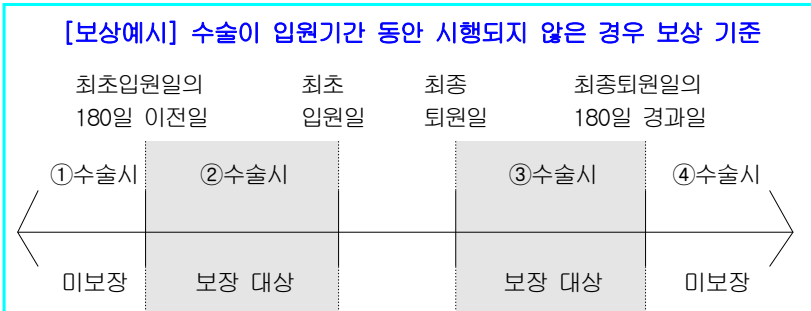 [보상예시] 수술이 입원기간 동안 시행되지 않은 경우 보상 기준
최초입원일의 최초 최종 최종퇴원일의
180일 이전일 입원일 퇴원일 180일 경과일
①수술시 ②수술시 ③수술시 ④수술시
미보장 보장 대상 보장 대상 미보장